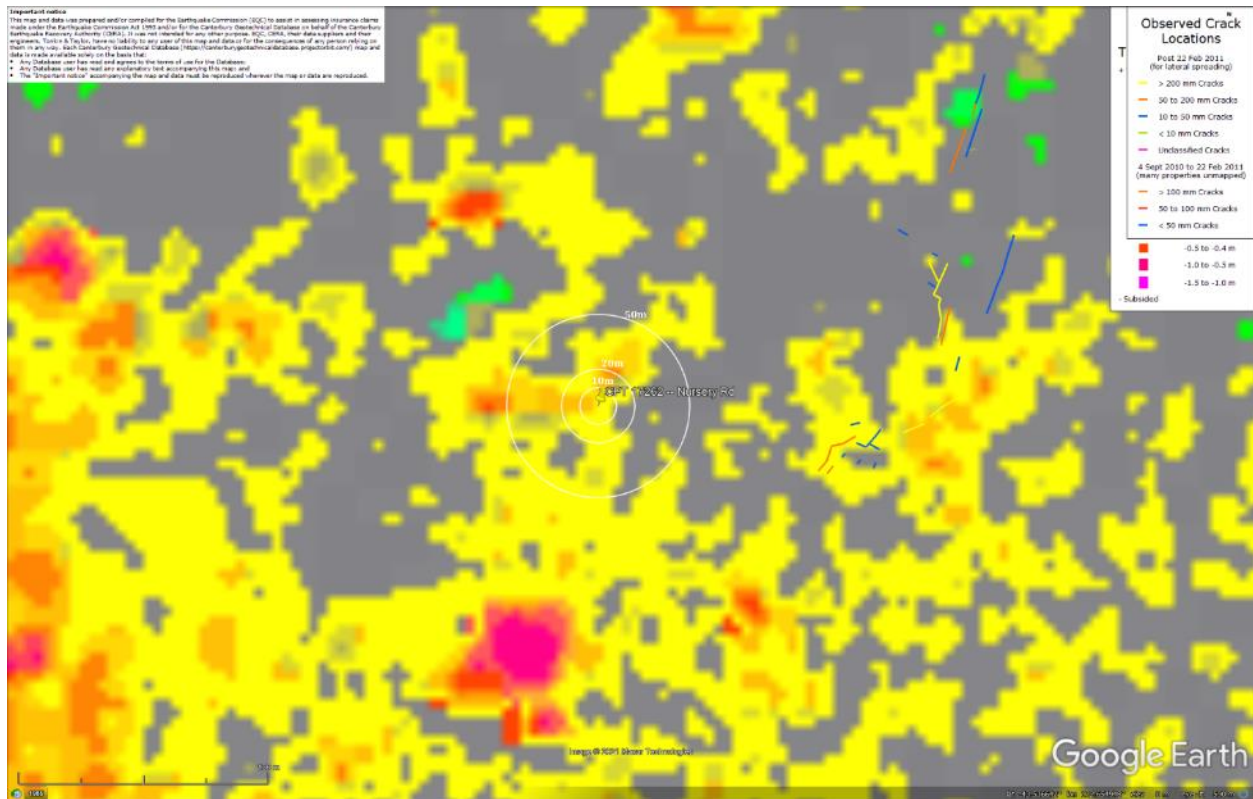 Important notice
This map and data was prepared and/or compiled for the Earthquake Commission (EQC) to assist in assessing insurance claims
made under the Earthquake Commission Act 1993 and/or for the Canterbury Geotechnical Database on behalf of the Canterbury
Earthquake Recovery Authority (CERA). It was not intended for any other purpose. EQC, CERA, their data suppliers and their
engineers, Tonkin & Taylor, have no liability to any user of this map and data or for the consequences of any person relying on
them in any way. Each Canterbury Geotechnical Database (https://canterburygeotechnicaldatabase.projectorbit.com/) map and
data is made available solely on the basis that:
• Any Database user has read and agrees to the terms of use for the Database;
• Any Database user has read any explanatory text accompanying this map; and
• The "Important notice" accompanying the map and data must be reproduced wherever the map or data are reproduced.
Observed Crack
Locations
Post 22 Feb 2011
(for lateral spreading)
> 200 mm Cracks
50 to 200 mm Cracks
10 to 50 mm Cracks
< 10 mm Cracks
Unclassified Cracks
4 Sept 2010 to 22 Feb 2011
(many properties unmapped)
> 100 mm Cracks
50 to 100 mm Cracks
< 50 mm Cracks
T
-0.5 to -0.4 m
-1.0 to -0.5 m
-1.5 to -1.0 m
- Subsided
50m
20m
10m
CPT 17262 -- Nursery Rd
Image © 2021 Maxar Technologies
Google Earth
1985